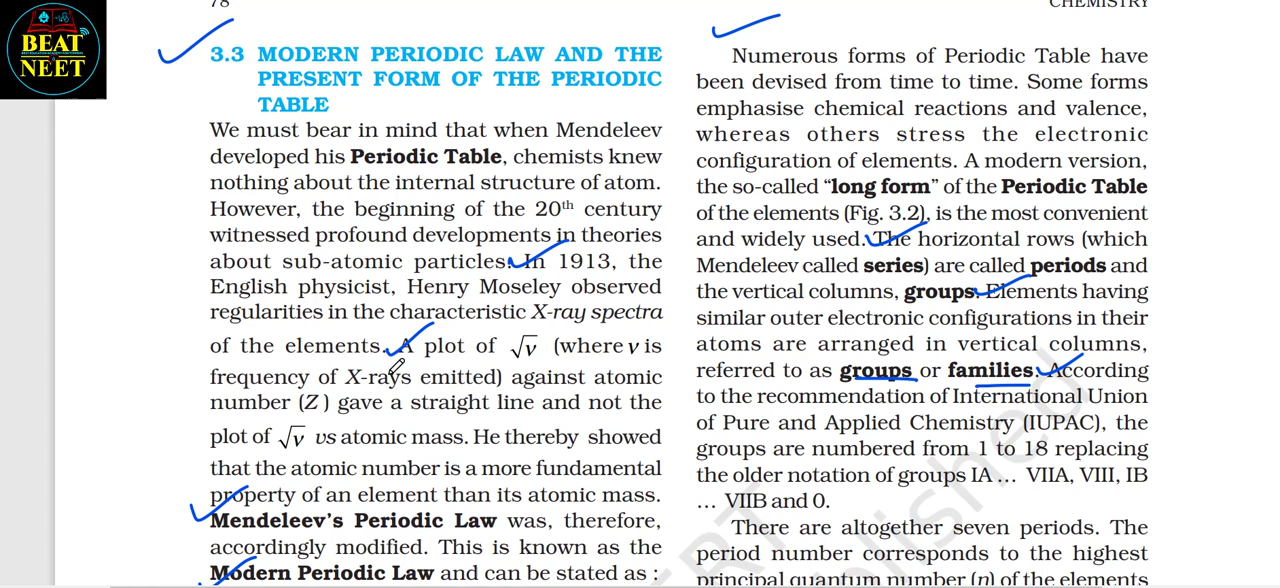 78
CHEMISTRY
BEAT
NEET
3.3 MODERN PERIODIC LAW AND THE
PRESENT FORM OF THE PERIODIC
TABLE
We must bear in mind that when Mendeleev
developed his Periodic Table, chemists knew
nothing about the internal structure of atom.
However, the beginning of the 20th century
witnessed profound developments in theories
about sub-atomic particles. In 1913, the
English physicist, Henry Moseley observed
regularities in the characteristic X-ray spectra
of the elements. A plot of √ν (where ν is
frequency of X-rays emitted) against atomic
number (Z ) gave a straight line and not the
plot of √ν vs atomic mass. He thereby showed
that the atomic number is a more fundamental
property of an element than its atomic mass.
Mendeleev's Periodic Law was, therefore,
accordingly modified. This is known as the
Modern Periodic Law and can be stated as :
Numerous forms of Periodic Table have
been devised from time to time. Some forms
emphasise chemical reactions and valence,
whereas others stress the electronic
configuration of elements. A modern version,
the so-called “long form” of the Periodic Table
of the elements (Fig. 3.2), is the most convenient
and widely used. The horizontal rows (which
Mendeleev called series) are called periods and
the vertical columns, groups. Elements having
similar outer electronic configurations in their
atoms are arranged in vertical columns,
referred to as groups or families. According
to the recommendation of International Union
of Pure and Applied Chemistry (IUPAC), the
groups are numbered from 1 to 18 replacing
the older notation of groups IA … VIIA, VIII, IB
… VIIB and 0.
There are altogether seven periods. The
period number corresponds to the highest
principal quantum number (n) of the elements